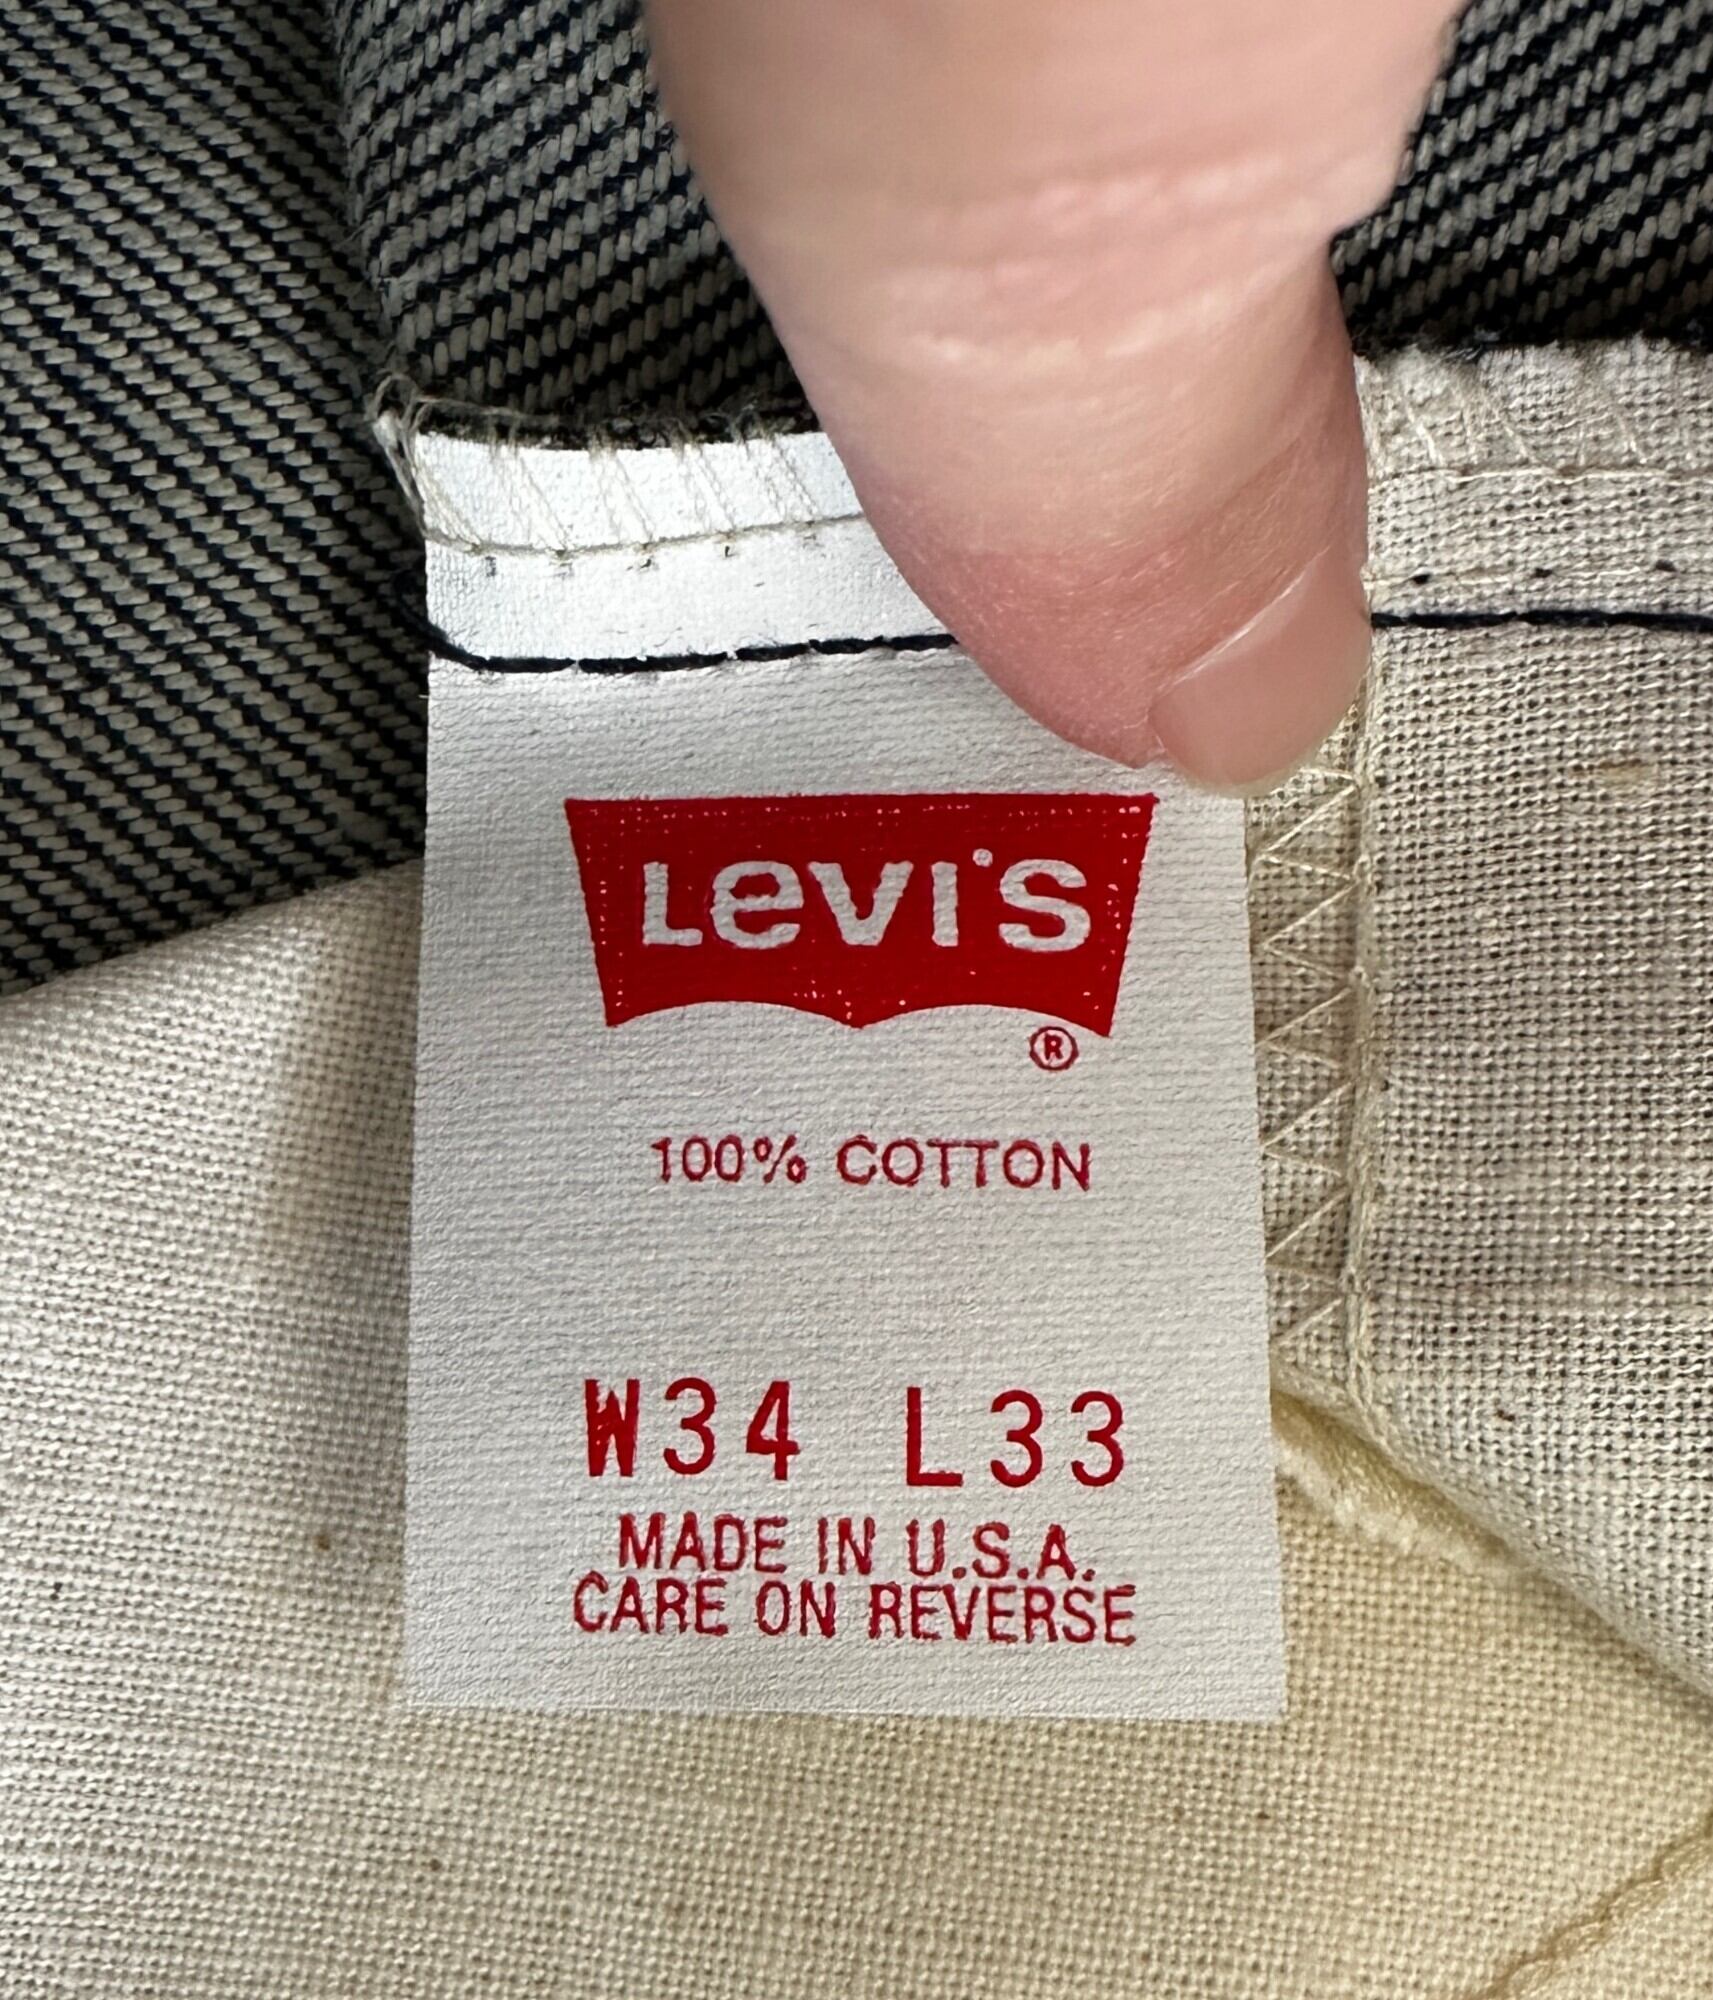 Levi's
®
100% COTTON
W34 L33
MADE IN U.S.A.
CARE ON REVERSE